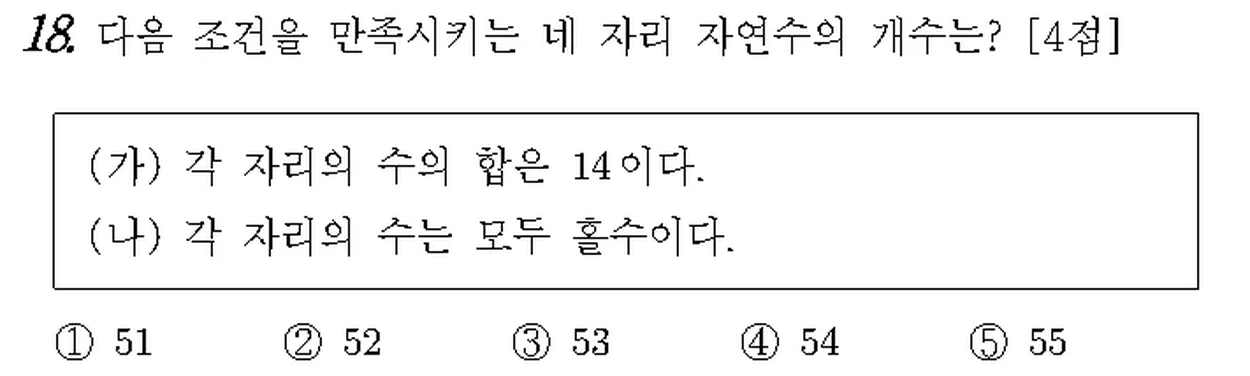 18. 다음 조건을 만족시키는 네 자리 자연수의 개수는? [4점]
(가) 각 자리의 수의 합은 14이다.
(나) 각 자리의 수는 모두 홀수이다.
① 51 ② 52 ③ 53 ④ 54 ⑤ 55